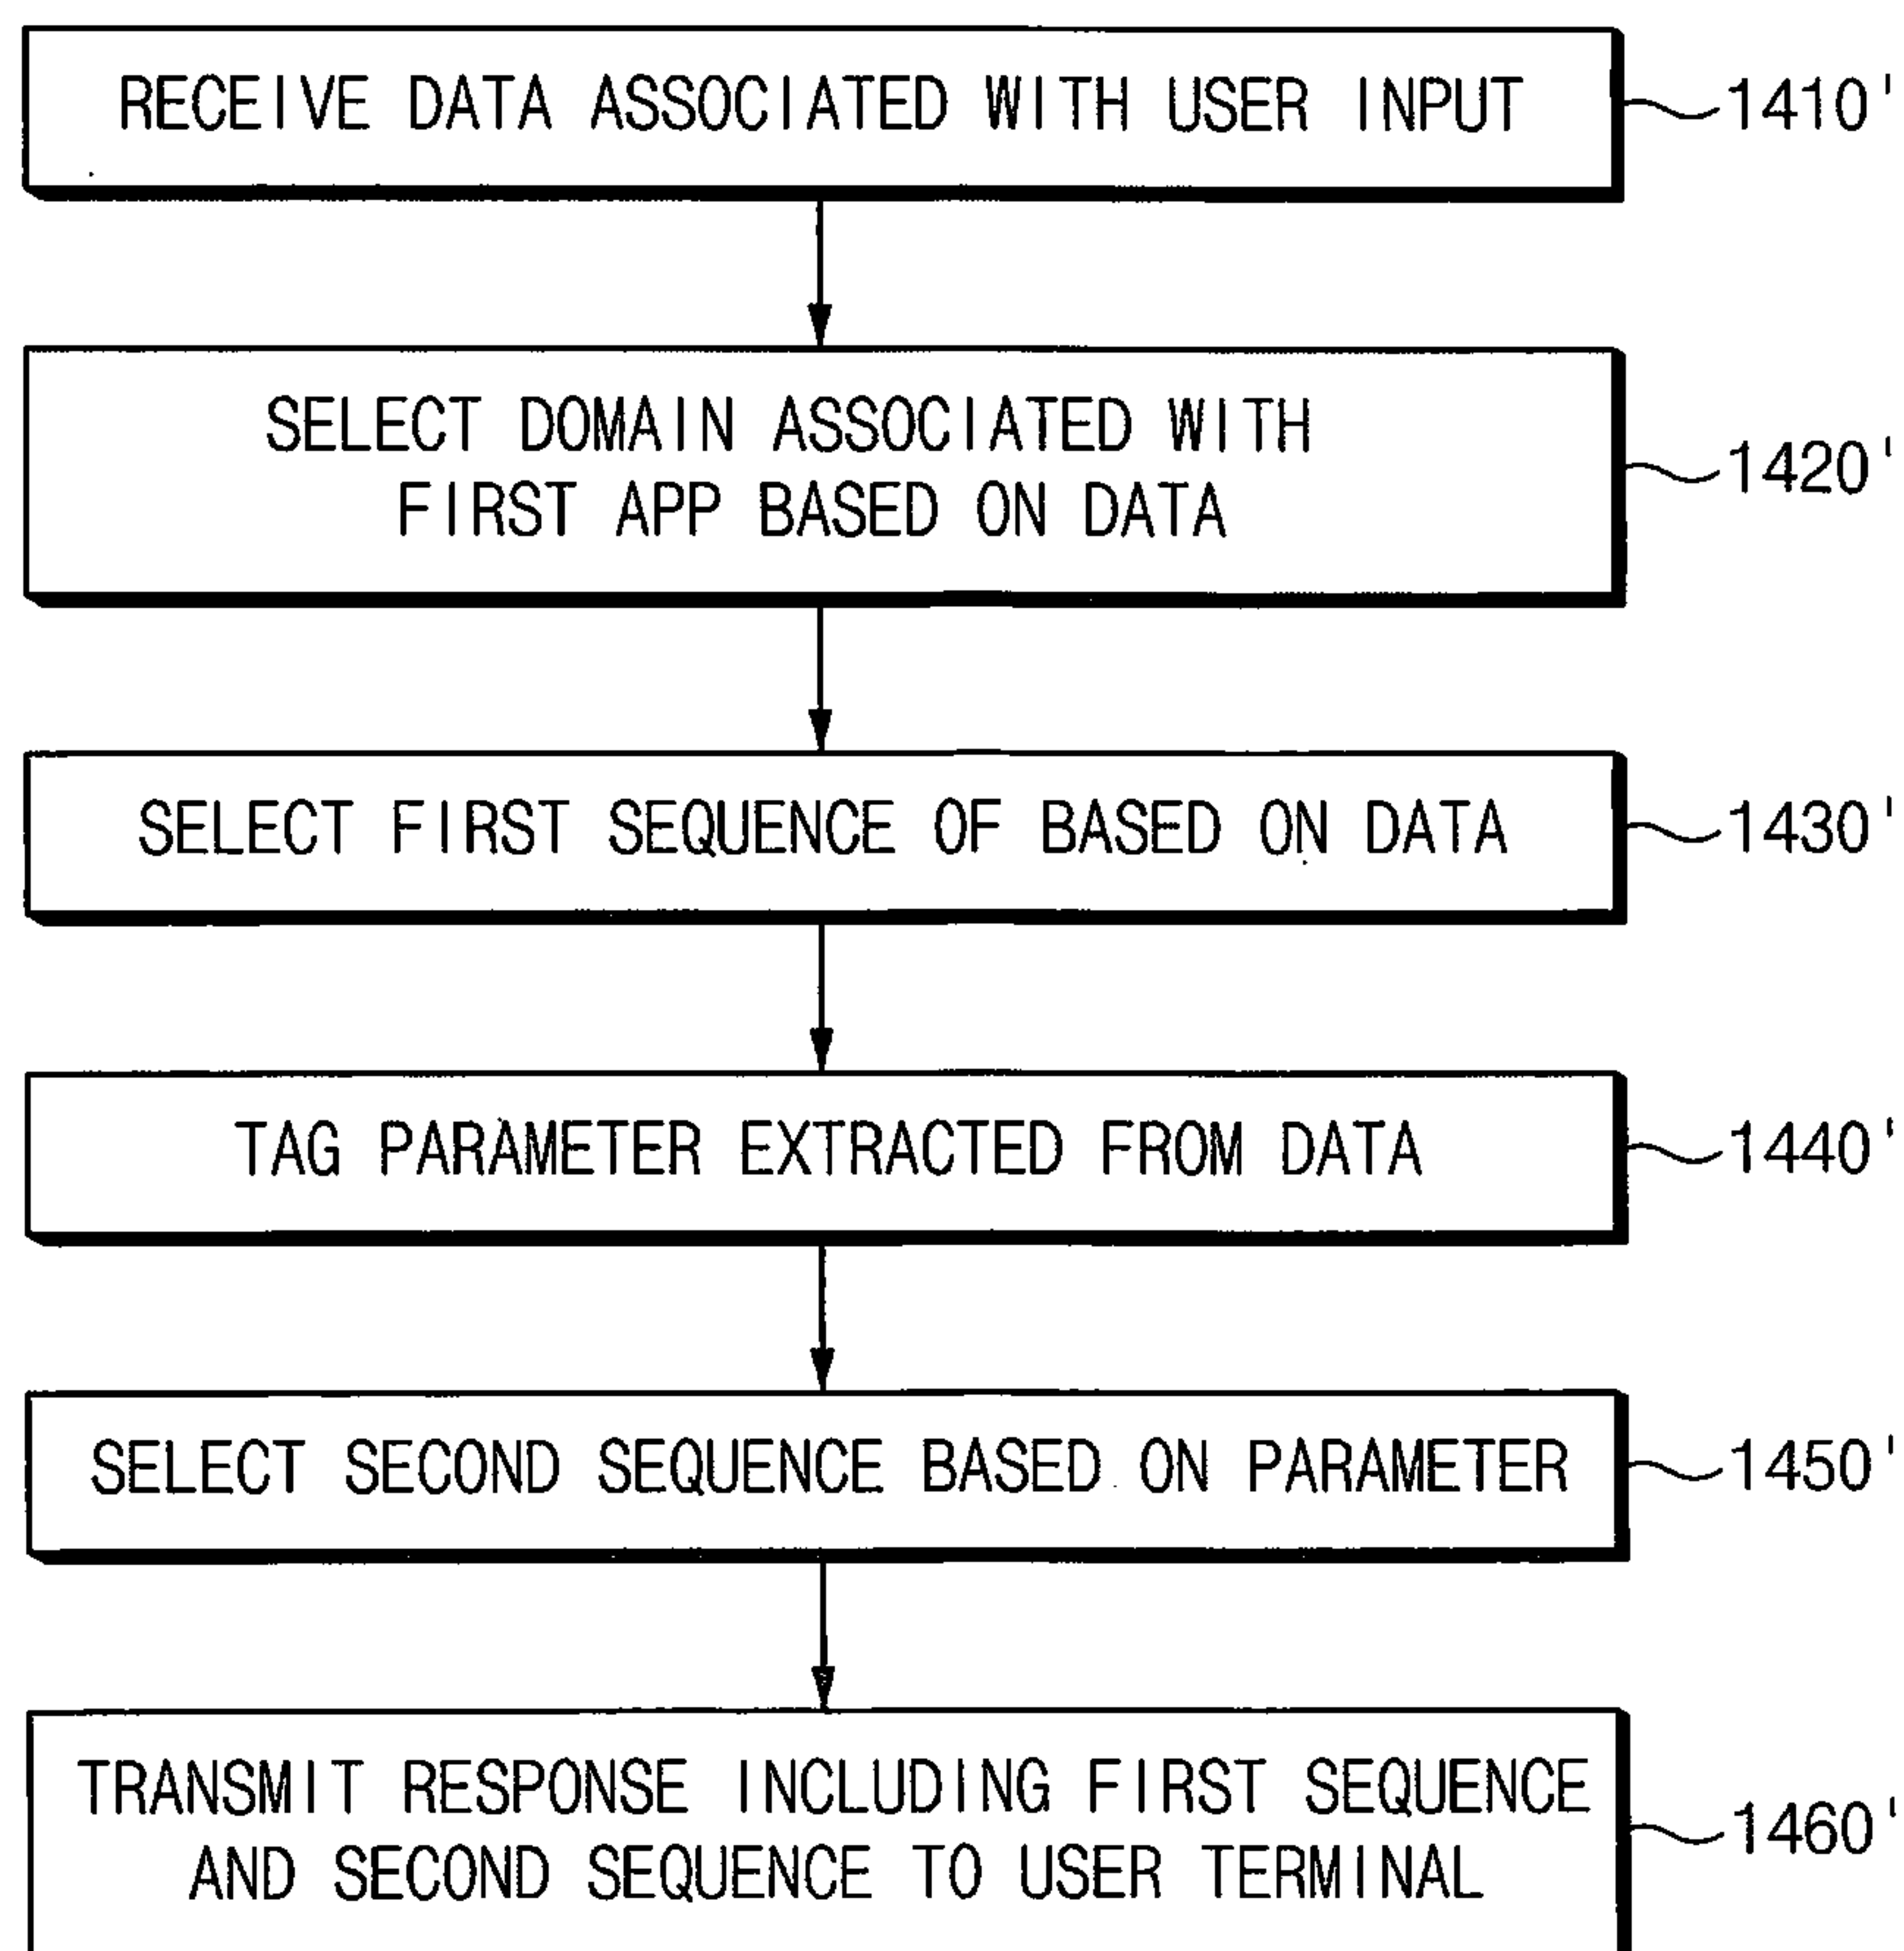 RECEIVE DATA ASSOCIATED WITH USER INPUT
1410'
SELECT DOMAIN ASSOCIATED WITH
FIRST APP BASED ON DATA
1420'
SELECT FIRST SEQUENCE OF BASED ON DATA
1430'
TAG PARAMETER EXTRACTED FROM DATA
1440'
SELECT SECOND SEQUENCE BASED ON PARAMETER
1450'
TRANSMIT RESPONSE INCLUDING FIRST SEQUENCE
AND SECOND SEQUENCE TO USER TERMINAL
1460'